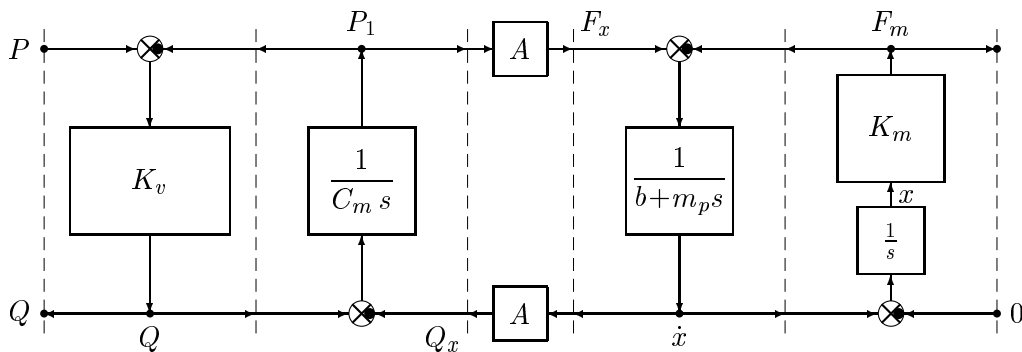 P P₁ A Fₓ Fₘ
Kᵥ
1
Cₘ s
1
b+mₚs
Kₘ
x
1
s
Q Q Qₓ A ẋ 0